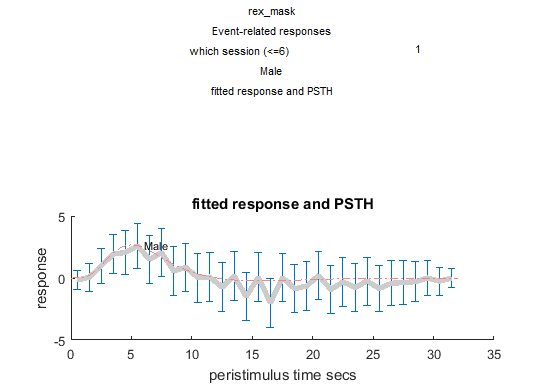 rex_mask
Event-related responses
which session (<=6) 1
Male
fitted response and PSTH
fitted response and PSTH
5
Male
response
0
-5
0 5 10 15 20 25 30 35
peristimulus time secs